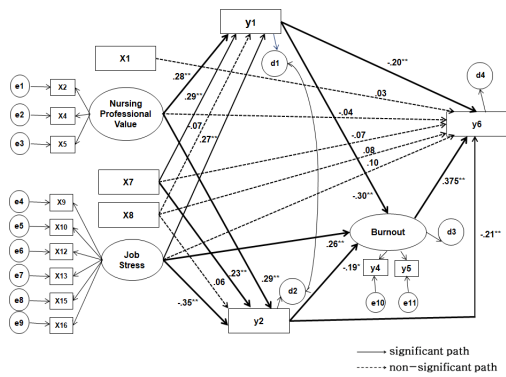 y1
X1
e1 X2
e2 X4
e3 X5
Nursing
Professional
Value
X7
X8
e4 X9
e5 X10
e6 X12
e7 X13
e8 X15
e9 X16
Job
Stress
d1
d4
y6
.28**
.29**
-.07
.27**
-.20**
.03
-.04
-.07
.08
.10
-.30**
.375**
-.21**
Burnout
d3
y4 y5
e10 e11
.26**
-.19*
.23**
.06
.29**
-.35**
d2
y2
significant path
non-significant path